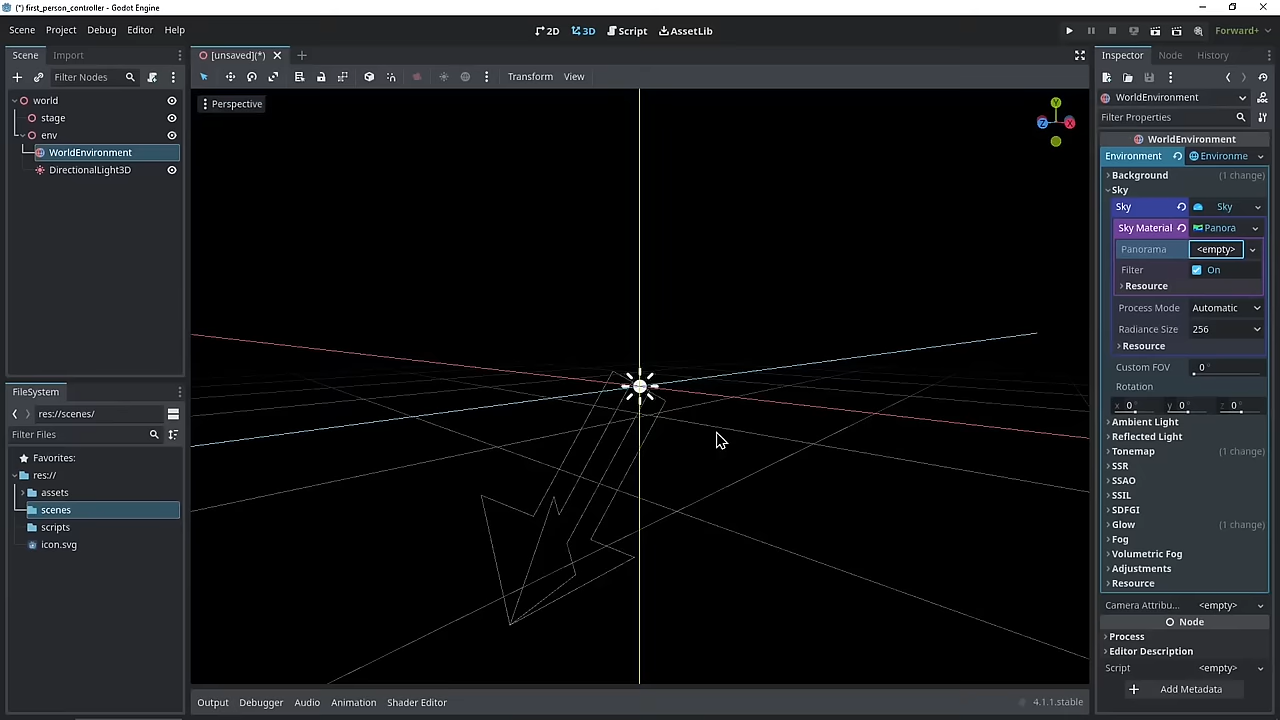 (*) first_person_controller - Godot Engine
Scene Project Debug Editor Help
2D 3D Script AssetLib
Forward+
Scene Import
[unsaved](*)
Inspector Node History
Filter Nodes
Transform View
world
WorldEnvironment
Perspective
Y
Z X
stage
Filter Properties
env
WorldEnvironment
WorldEnvironment
DirectionalLight3D
Environment Environme
Background (1 change)
Sky
Sky Sky
Sky Material Panora
Panorama <empty>
Filter On
Resource
Process Mode Automatic
Radiance Size 256
Resource
Custom FOV 0 °
Rotation
x 0 ° y 0 ° z 0 °
Ambient Light
Reflected Light
Tonemap (1 change)
SSR
SSAO
SSIL
SDFGI
Glow (1 change)
Fog
Volumetric Fog
Adjustments
Resource
Camera Attribu... <empty>
Node
Process
Editor Description
Script <empty>
Add Metadata
FileSystem
res://scenes/
Filter Files
Favorites:
res://
assets
scenes
scripts
icon.svg
Output Debugger Audio Animation Shader Editor
4.1.1.stable